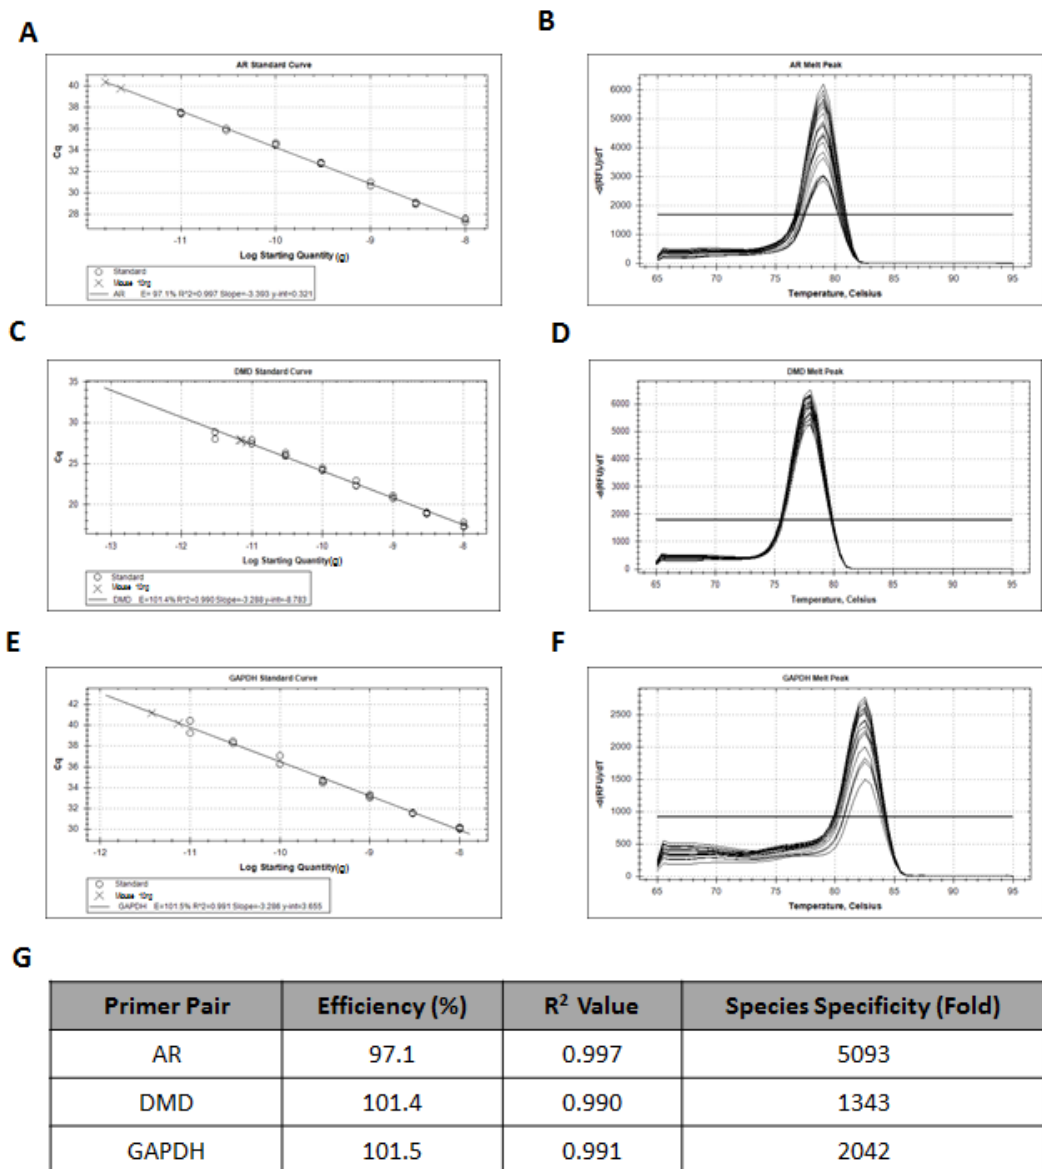 A
AR Standard Curve
Cq
40
38
36
34
32
30
28
-11
-10
-9
-8
Log Starting Quantity (g)
Standard
Mouse 10ng
AR E= 97.1% R^2=0.997 Slope=-3.393 y-int=0.321
B
AR Melt Peak
-d(RFU)/dT
6000
5000
4000
3000
2000
1000
0
65
70
75
80
85
90
95
Temperature, Celsius
C
DMD Standard Curve
Cq
35
30
25
20
-13
-12
-11
-10
-9
-8
Log Starting Quantity(g)
Standard
Mouse 10ng
DMD E=101.4% R^2=0.990 Slope=-3.288 y-int=-8.783
D
DMD Melt Peak
-d(RFU)/dT
6000
5000
4000
3000
2000
1000
0
65
70
75
80
85
90
95
Temperature, Celsius
E
GAPDH Standard Curve
Cq
42
40
38
36
34
32
30
-12
-11
-10
-9
-8
Log Starting Quantity (g)
Standard
Mouse 10ng
GAPDH E=101.5% R^2=0.991 Slope=-3.286 y-int=3.655
F
GAPDH Melt Peak
-d(RFU)/dT
2500
2000
1500
1000
500
0
65
70
75
80
85
90
95
Temperature, Celsius
G
Primer Pair Efficiency (%) R² Value Species Specificity (Fold)
AR 97.1 0.997 5093
DMD 101.4 0.990 1343
GAPDH 101.5 0.991 2042